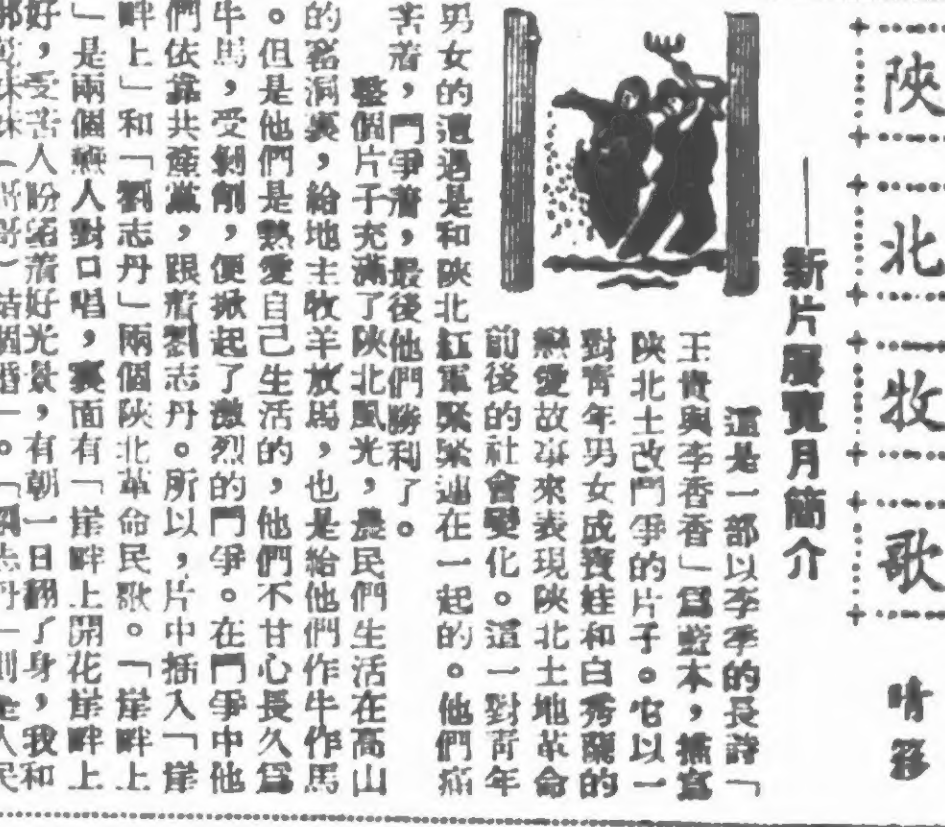 陝北牧歌
晴
——新片展覽月簡介
這是一部以李季的長詩「
王貴與李香香」爲藍本,描寫
陝北土改鬥爭的片子。它以一
對青年男女成寶娃和白秀蘭的
戀愛故事來表現陝北土地革命
前後的社會變化。這一對青年
男女的遭遇是和陝北紅軍緊緊連在一起的。他們痛
苦着,鬥爭着,最後他們勝利了。
整個片子充滿了陝北風光,農民們生活在高山
的窰洞裏,給地主牧羊放馬,也是給他們作牛作馬
。但是他們是熱愛自己生活的,他們不甘心長久爲
牛馬,受剝削,便掀起了激烈的鬥爭。在鬥爭中他
們依靠共產黨,跟着劉志丹。所以,片中插入「崖
畔上」和「劉志丹」兩個陝北革命民歌。「崖畔上
」是兩個戀人對口唱,裏面有「崖畔上開花崖畔上
好,受苦人盼着好光景,有朝一日翻了身,我和
妹妹(哥哥)結個婚」。「劉志丹」則是人民